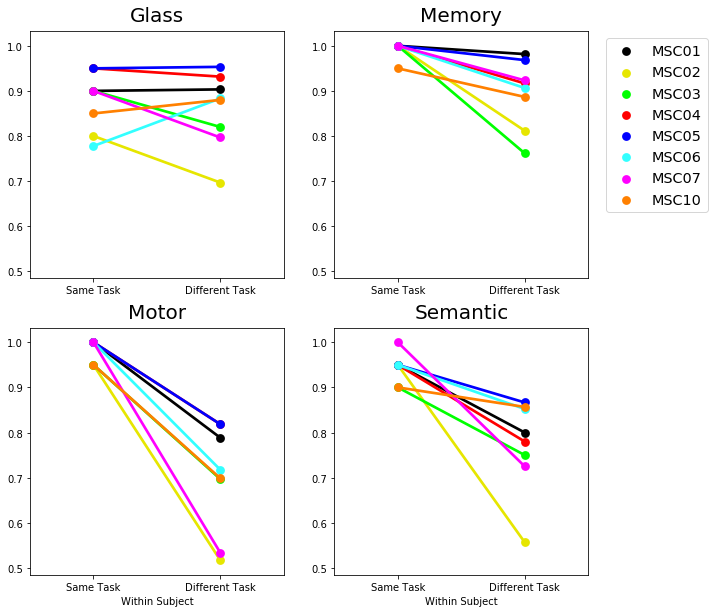 Glass
Memory
1.0
0.9
0.8
0.7
0.6
0.5
Same Task
Different Task
1.0
0.9
0.8
0.7
0.6
0.5
Same Task
Different Task
MSC01
MSC02
MSC03
MSC04
MSC05
MSC06
MSC07
MSC10
Motor
Semantic
1.0
0.9
0.8
0.7
0.6
0.5
Same Task
Different Task
Within Subject
1.0
0.9
0.8
0.7
0.6
0.5
Same Task
Different Task
Within Subject